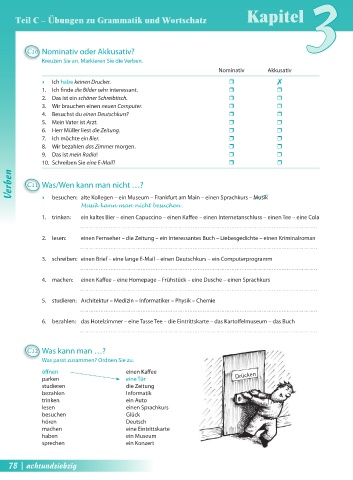 Teil C – Übungen zu Grammatik und Wortschatz
Kapitel 3
C10 Nominativ oder Akkusativ?
Kreuzen Sie an. Markieren Sie die Verben.
Nominativ Akkusativ
• Ich habe keinen Drucker. ❒ ✗
1. Ich finde die Bilder sehr interessant. ❒ ❒
2. Das ist ein schöner Schreibtisch. ❒ ❒
3. Wir brauchen einen neuen Computer. ❒ ❒
4. Besuchst du einen Deutschkurs? ❒ ❒
5. Mein Vater ist Arzt. ❒ ❒
6. Herr Müller liest die Zeitung. ❒ ❒
7. Ich möchte ein Bier. ❒ ❒
8. Wir bezahlen das Zimmer morgen. ❒ ❒
9. Das ist mein Radio! ❒ ❒
10. Schreiben Sie eine E-Mail? ❒ ❒
Verben
C11 Was/Wen kann man nicht …?
• besuchen: alte Kollegen – ein Museum – Frankfurt am Main – einen Sprachkurs – Musik
Musik kann man nicht besuchen.
1. trinken: ein kaltes Bier – einen Capuccino – einen Kaffee – einen Internetanschluss – einen Tee – eine Cola
2. lesen: einen Fernseher – die Zeitung – ein interessantes Buch – Liebesgedichte – einen Kriminalroman
3. schreiben: einen Brief – eine lange E-Mail – einen Deutschkurs – ein Computerprogramm
4. machen: einen Kaffee – eine Homepage – Frühstück – eine Dusche – einen Sprachkurs
5. studieren: Architektur – Medizin – Informatiker – Physik – Chemie
6. bezahlen: das Hotelzimmer – eine Tasse Tee – die Eintrittskarte – das Kartoffelmuseum – das Buch
C12 Was kann man …?
Was passt zusammen? Ordnen Sie zu.
öffnen einen Kaffee
parken eine Tür
studieren die Zeitung
bezahlen Informatik
trinken ein Auto
lesen einen Sprachkurs
besuchen Glück
hören Deutsch
machen eine Eintrittskarte
haben ein Museum
sprechen ein Konzert
Drücken
78 | achtundsiebzig